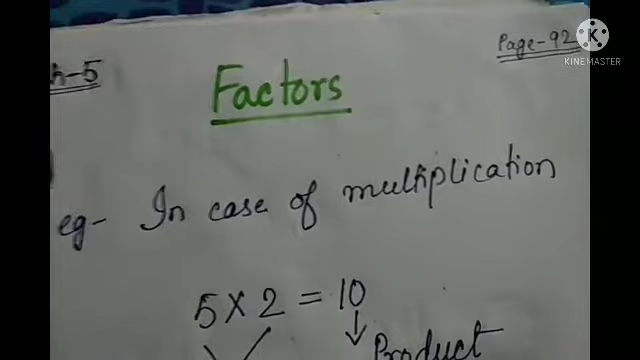 h-5
Page-92
K
KINEMASTER
Factors
eg- In case of multiplication
5 × 2 = 10
Product